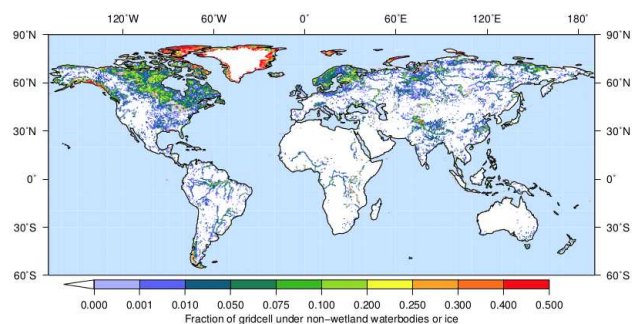 120°W 60°W 0° 60°E 120°E 180°
90°N 90°N
60°N 60°N
30°N 30°N
0° 0°
30°S 30°S
60°S 60°S
0.000 0.001 0.010 0.050 0.075 0.100 0.200 0.250 0.300 0.400 0.500
Fraction of gridcell under non-wetland waterbodies or ice